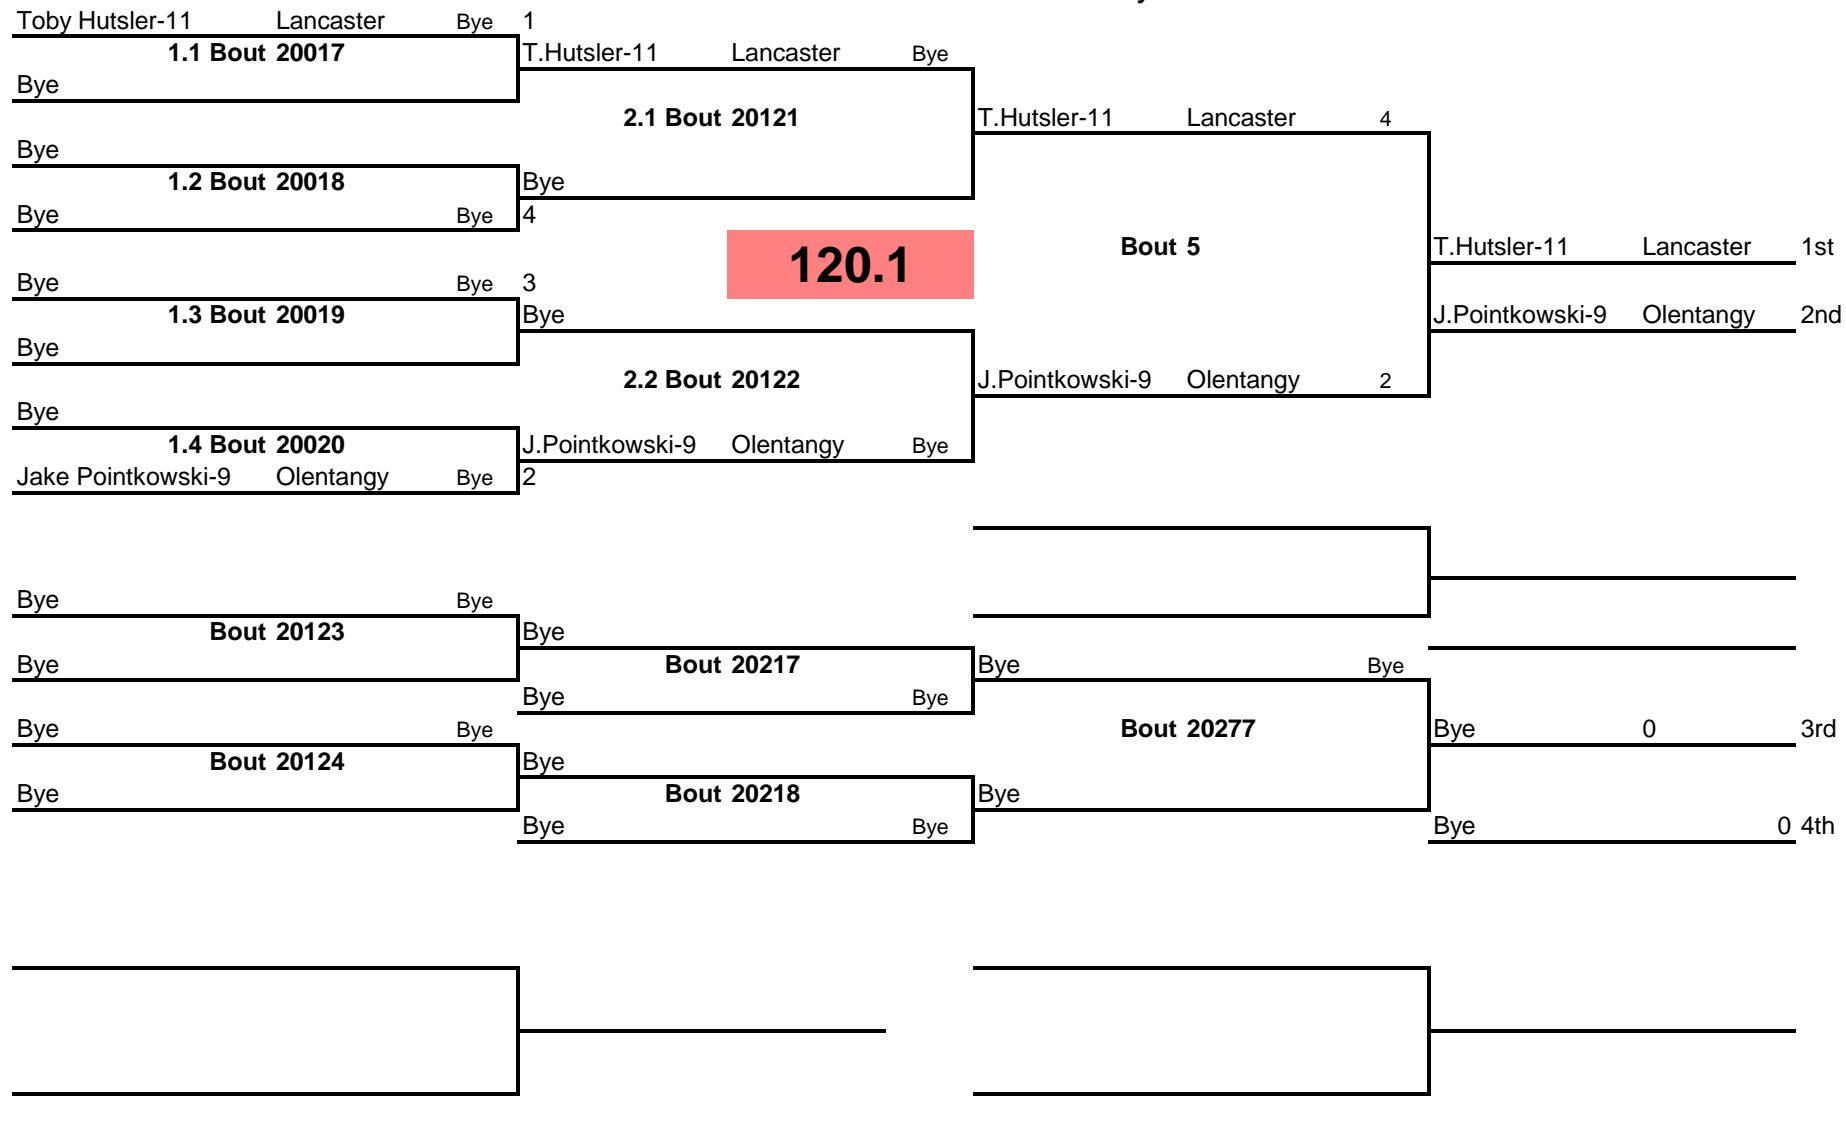 Toby Hutsler-11 Lancaster Bye 1
1.1 Bout 20017 T.Hutsler-11 Lancaster Bye
Bye
2.1 Bout 20121 T.Hutsler-11 Lancaster 4
Bye
1.2 Bout 20018 Bye
Bye Bye 4
120.1 Bout 5 T.Hutsler-11 Lancaster 1st
Bye Bye 3
1.3 Bout 20019 Bye J.Pointkowski-9 Olentangy 2nd
Bye
2.2 Bout 20122 J.Pointkowski-9 Olentangy 2
Bye
1.4 Bout 20020 J.Pointkowski-9 Olentangy Bye
Jake Pointkowski-9 Olentangy Bye 2
Bye Bye
Bout 20123 Bye
Bye Bout 20217 Bye Bye
Bye Bye
Bye Bye Bout 20277 Bye 0 3rd
Bout 20124 Bye
Bye Bout 20218 Bye
Bye Bye Bye 0 4th